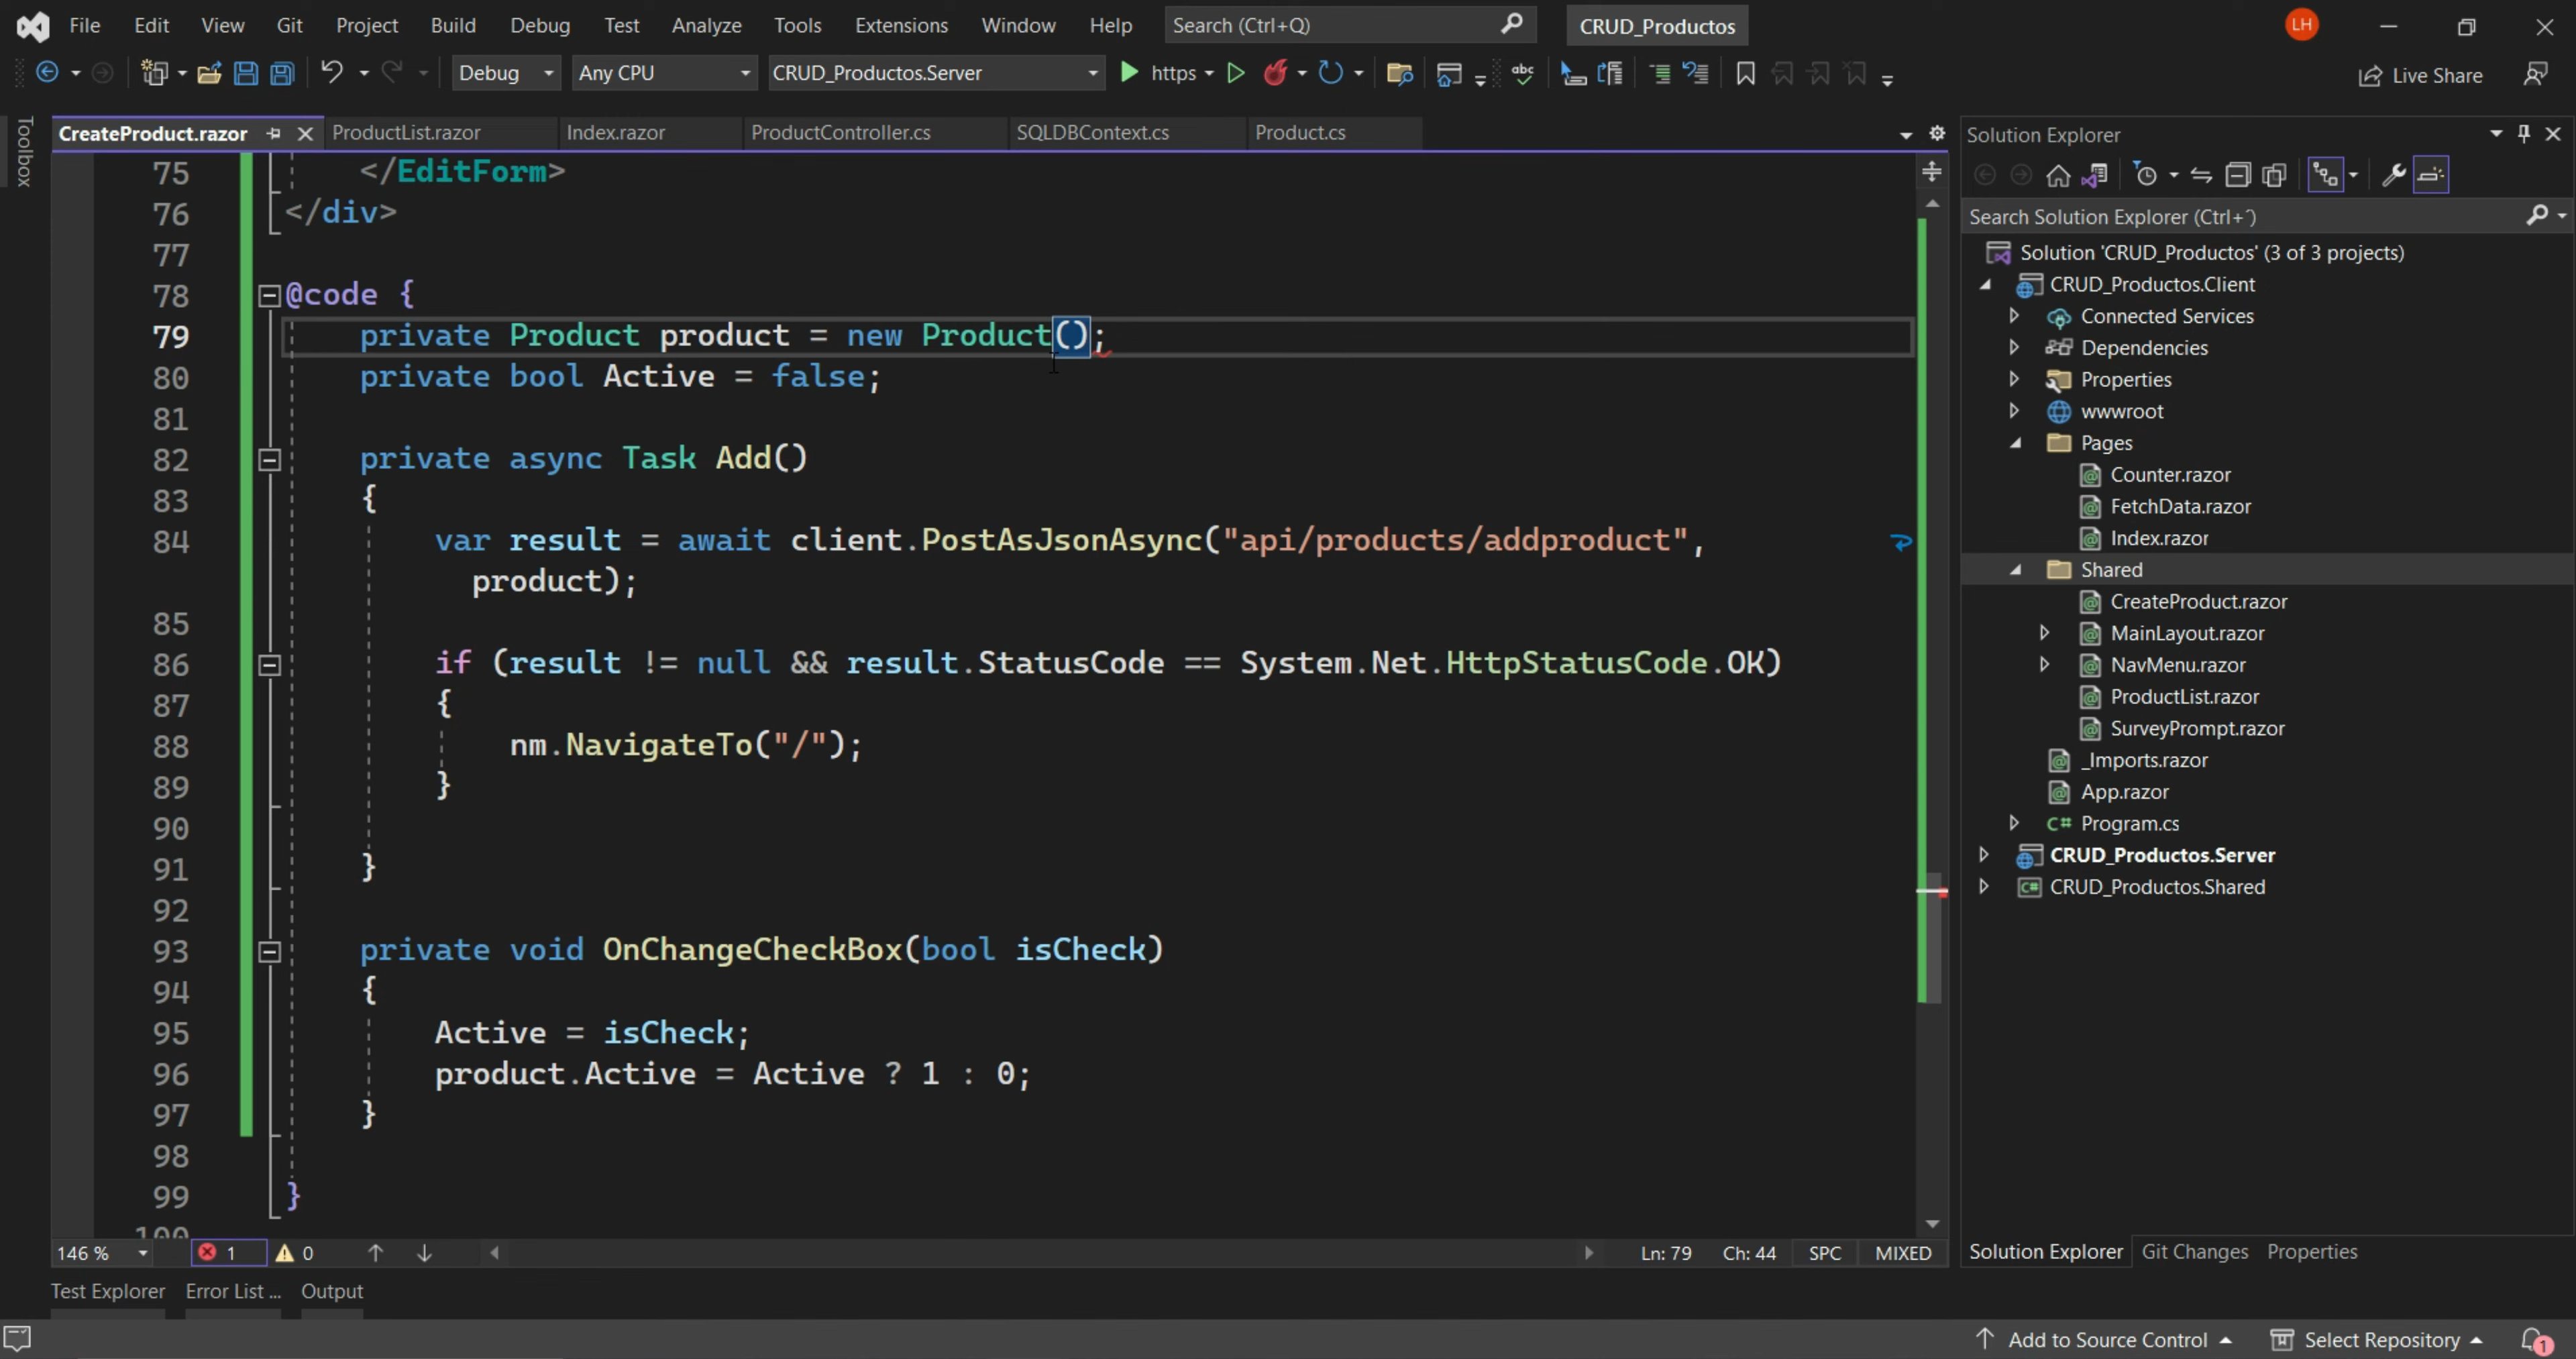 File Edit View Git Project Build Debug Test Analyze Tools Extensions Window Help Search (Ctrl+Q) CRUD_Productos LH
Debug Any CPU CRUD_Productos.Server https abc Live Share
Toolbox
CreateProduct.razor ProductList.razor Index.razor ProductController.cs SQLDBContext.cs Product.cs
75 </EditForm>
76 </div>
77
78 @code {
79 private Product product = new Product();
80 private bool Active = false;
81
82 private async Task Add()
83 {
84 var result = await client.PostAsJsonAsync("api/products/addproduct",
product);
85
86 if (result != null && result.StatusCode == System.Net.HttpStatusCode.OK)
87 {
88 nm.NavigateTo("/");
89 }
90
91 }
92
93 private void OnChangeCheckBox(bool isCheck)
94 {
95 Active = isCheck;
96 product.Active = Active ? 1 : 0;
97 }
98
99 }
100
146 % 1 0 Ln: 79 Ch: 44 SPC MIXED
Test Explorer Error List ... Output
Solution Explorer
Search Solution Explorer (Ctrl+´)
Solution 'CRUD_Productos' (3 of 3 projects)
CRUD_Productos.Client
Connected Services
Dependencies
Properties
wwwroot
Pages
Counter.razor
FetchData.razor
Index.razor
Shared
CreateProduct.razor
MainLayout.razor
NavMenu.razor
ProductList.razor
SurveyPrompt.razor
_Imports.razor
App.razor
C# Program.cs
CRUD_Productos.Server
C# CRUD_Productos.Shared
Solution Explorer Git Changes Properties
Add to Source Control Select Repository 1